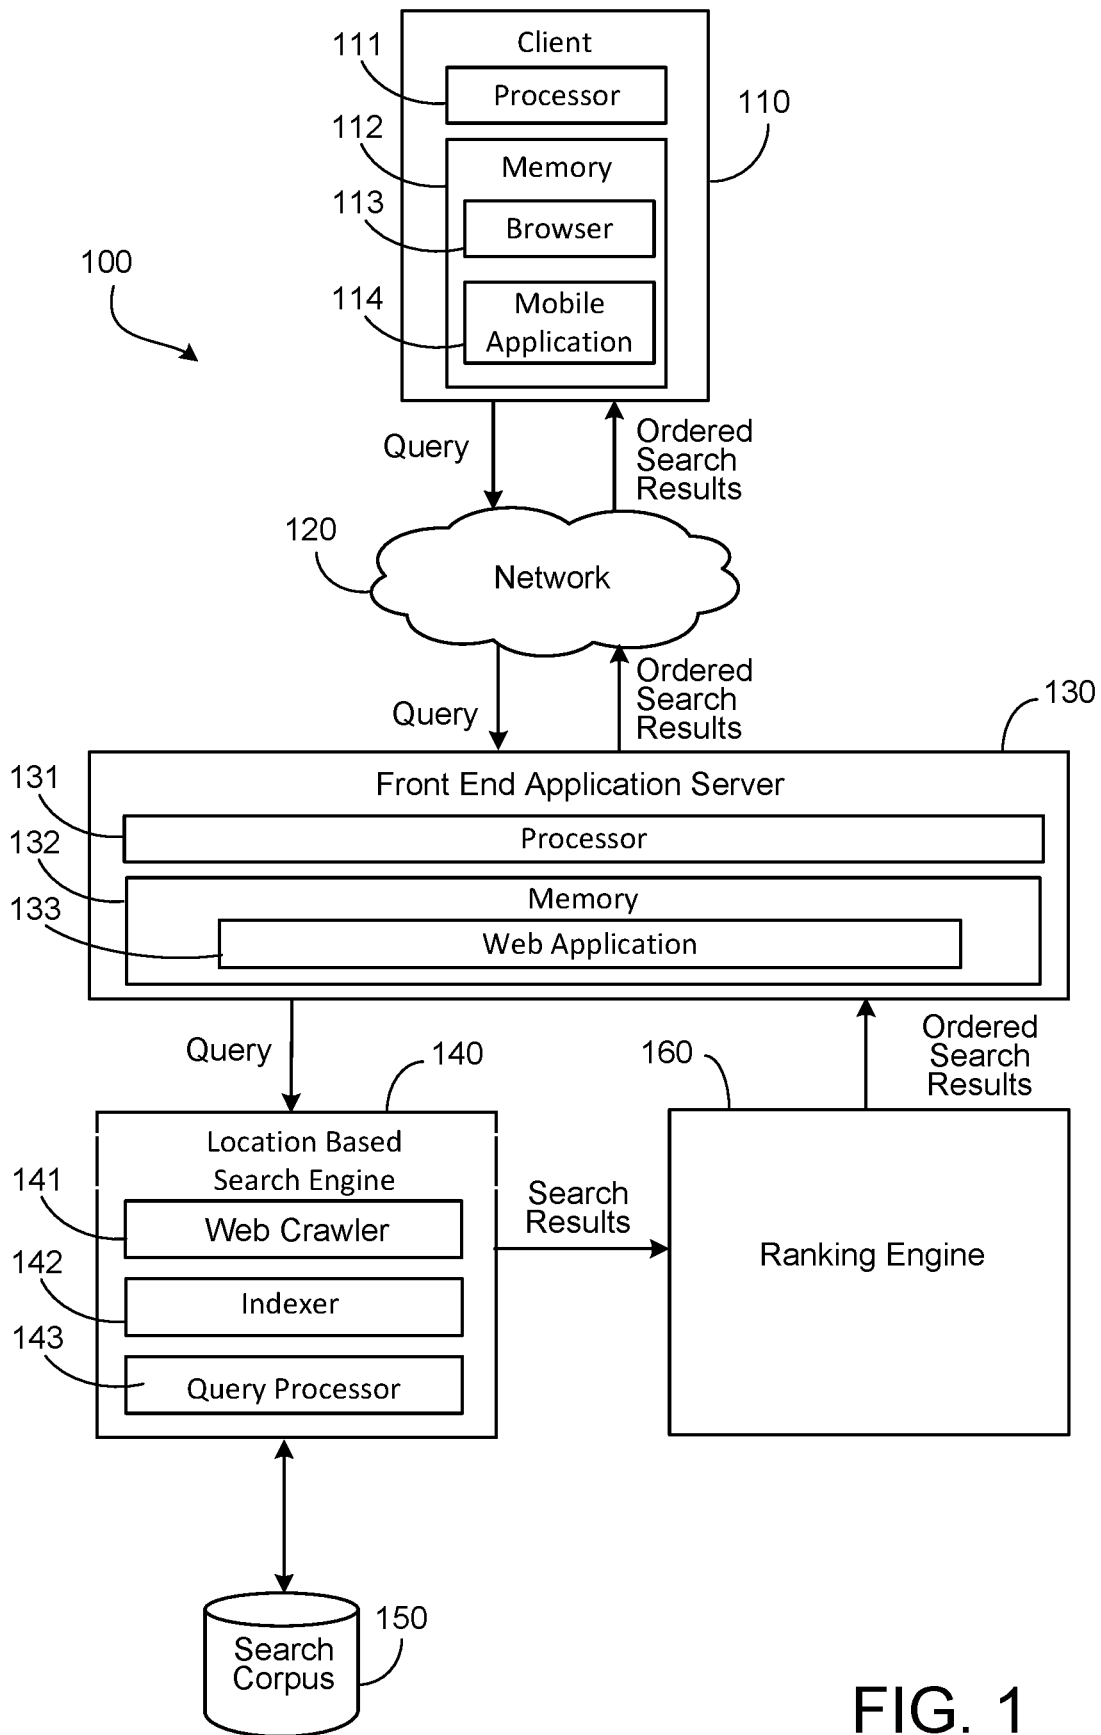 111
Client
Processor
110
112
Memory
113
Browser
100
114
Mobile
Application
Query
Ordered
Search
Results
120
Network
Query
Ordered
Search
Results
130
131
Front End Application Server
Processor
132
Memory
133
Web Application
Query
140
160
Ordered
Search
Results
Location Based
Search Engine
141
Web Crawler
Search
Results
Ranking Engine
142
Indexer
143
Query Processor
150
Search
Corpus
FIG. 1